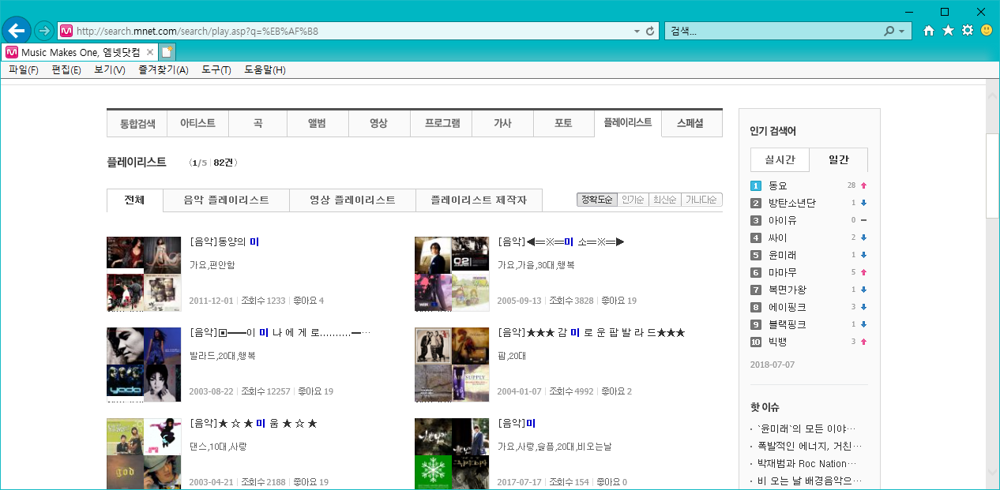 http://search.mnet.com/search/play.asp?q=%EB%AF%B8
검색...
Music Makes One, 엠넷닷컴
파일(F) 편집(E) 보기(V) 즐겨찾기(A) 도구(T) 도움말(H)
통합검색 아티스트 곡 앨범 영상 프로그램 가사 포토 플레이리스트 스페셜
플레이리스트 (1/5 | 82건)
전체 음악 플레이리스트 영상 플레이리스트 플레이리스트 제작자
정확도순 인기순 최신순 가나다순
[음악]동양의 미
가요,편안함
2011-12-01 | 조회수 1233 | 좋아요 4
[음악]◀=※=미 소=※=▶
가요,가을,30대,행복
2005-09-13 | 조회수 3828 | 좋아요 19
[음악]▣━━이 미 나 에 게 로..........━…
발라드,20대,행복
2003-08-22 | 조회수 12257 | 좋아요 19
[음악]★★★ 감 미 로 운 팝 발 라 드★★★
팝,20대
2004-01-07 | 조회수 4992 | 좋아요 2
[음악]★ ☆ ★ 미 움 ★ ☆ ★
댄스,10대,사랑
2003-04-21 | 조회수 2188 | 좋아요 19
[음악]미
가요,사랑,슬픔,20대,비오는날
2017-07-17 | 조회수 154 | 좋아요 0
yada
god
AIR SUPPLY
인기 검색어
실시간 일간
1 동요 28
2 방탄소년단 1
3 아이유 0
4 싸이 2
5 윤미래 1
6 마마무 5
7 복면가왕 1
8 에이핑크 3
9 블랙핑크 1
10 빅뱅 3
2018-07-07
핫 이슈
· `윤미래`의 모든 이야…
· 폭발적인 에너지, 거친…
· 박재범과 Roc Nation…
· 비 오는 날 배경음악으…